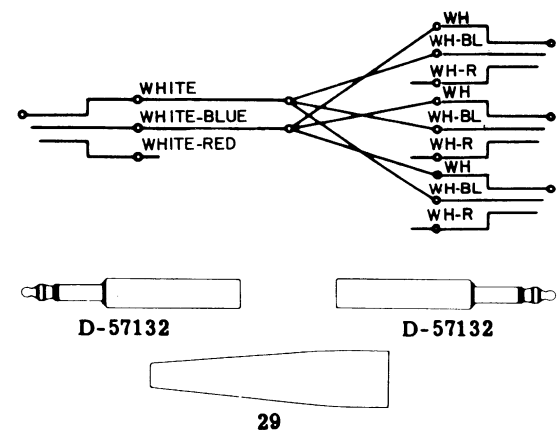 WH
WH-BL
WH-R
WHITE
WH
WHITE-BLUE
WH-BL
WHITE-RED
WH-R
WH
WH-BL
WH-R
D-57132
D-57132
29